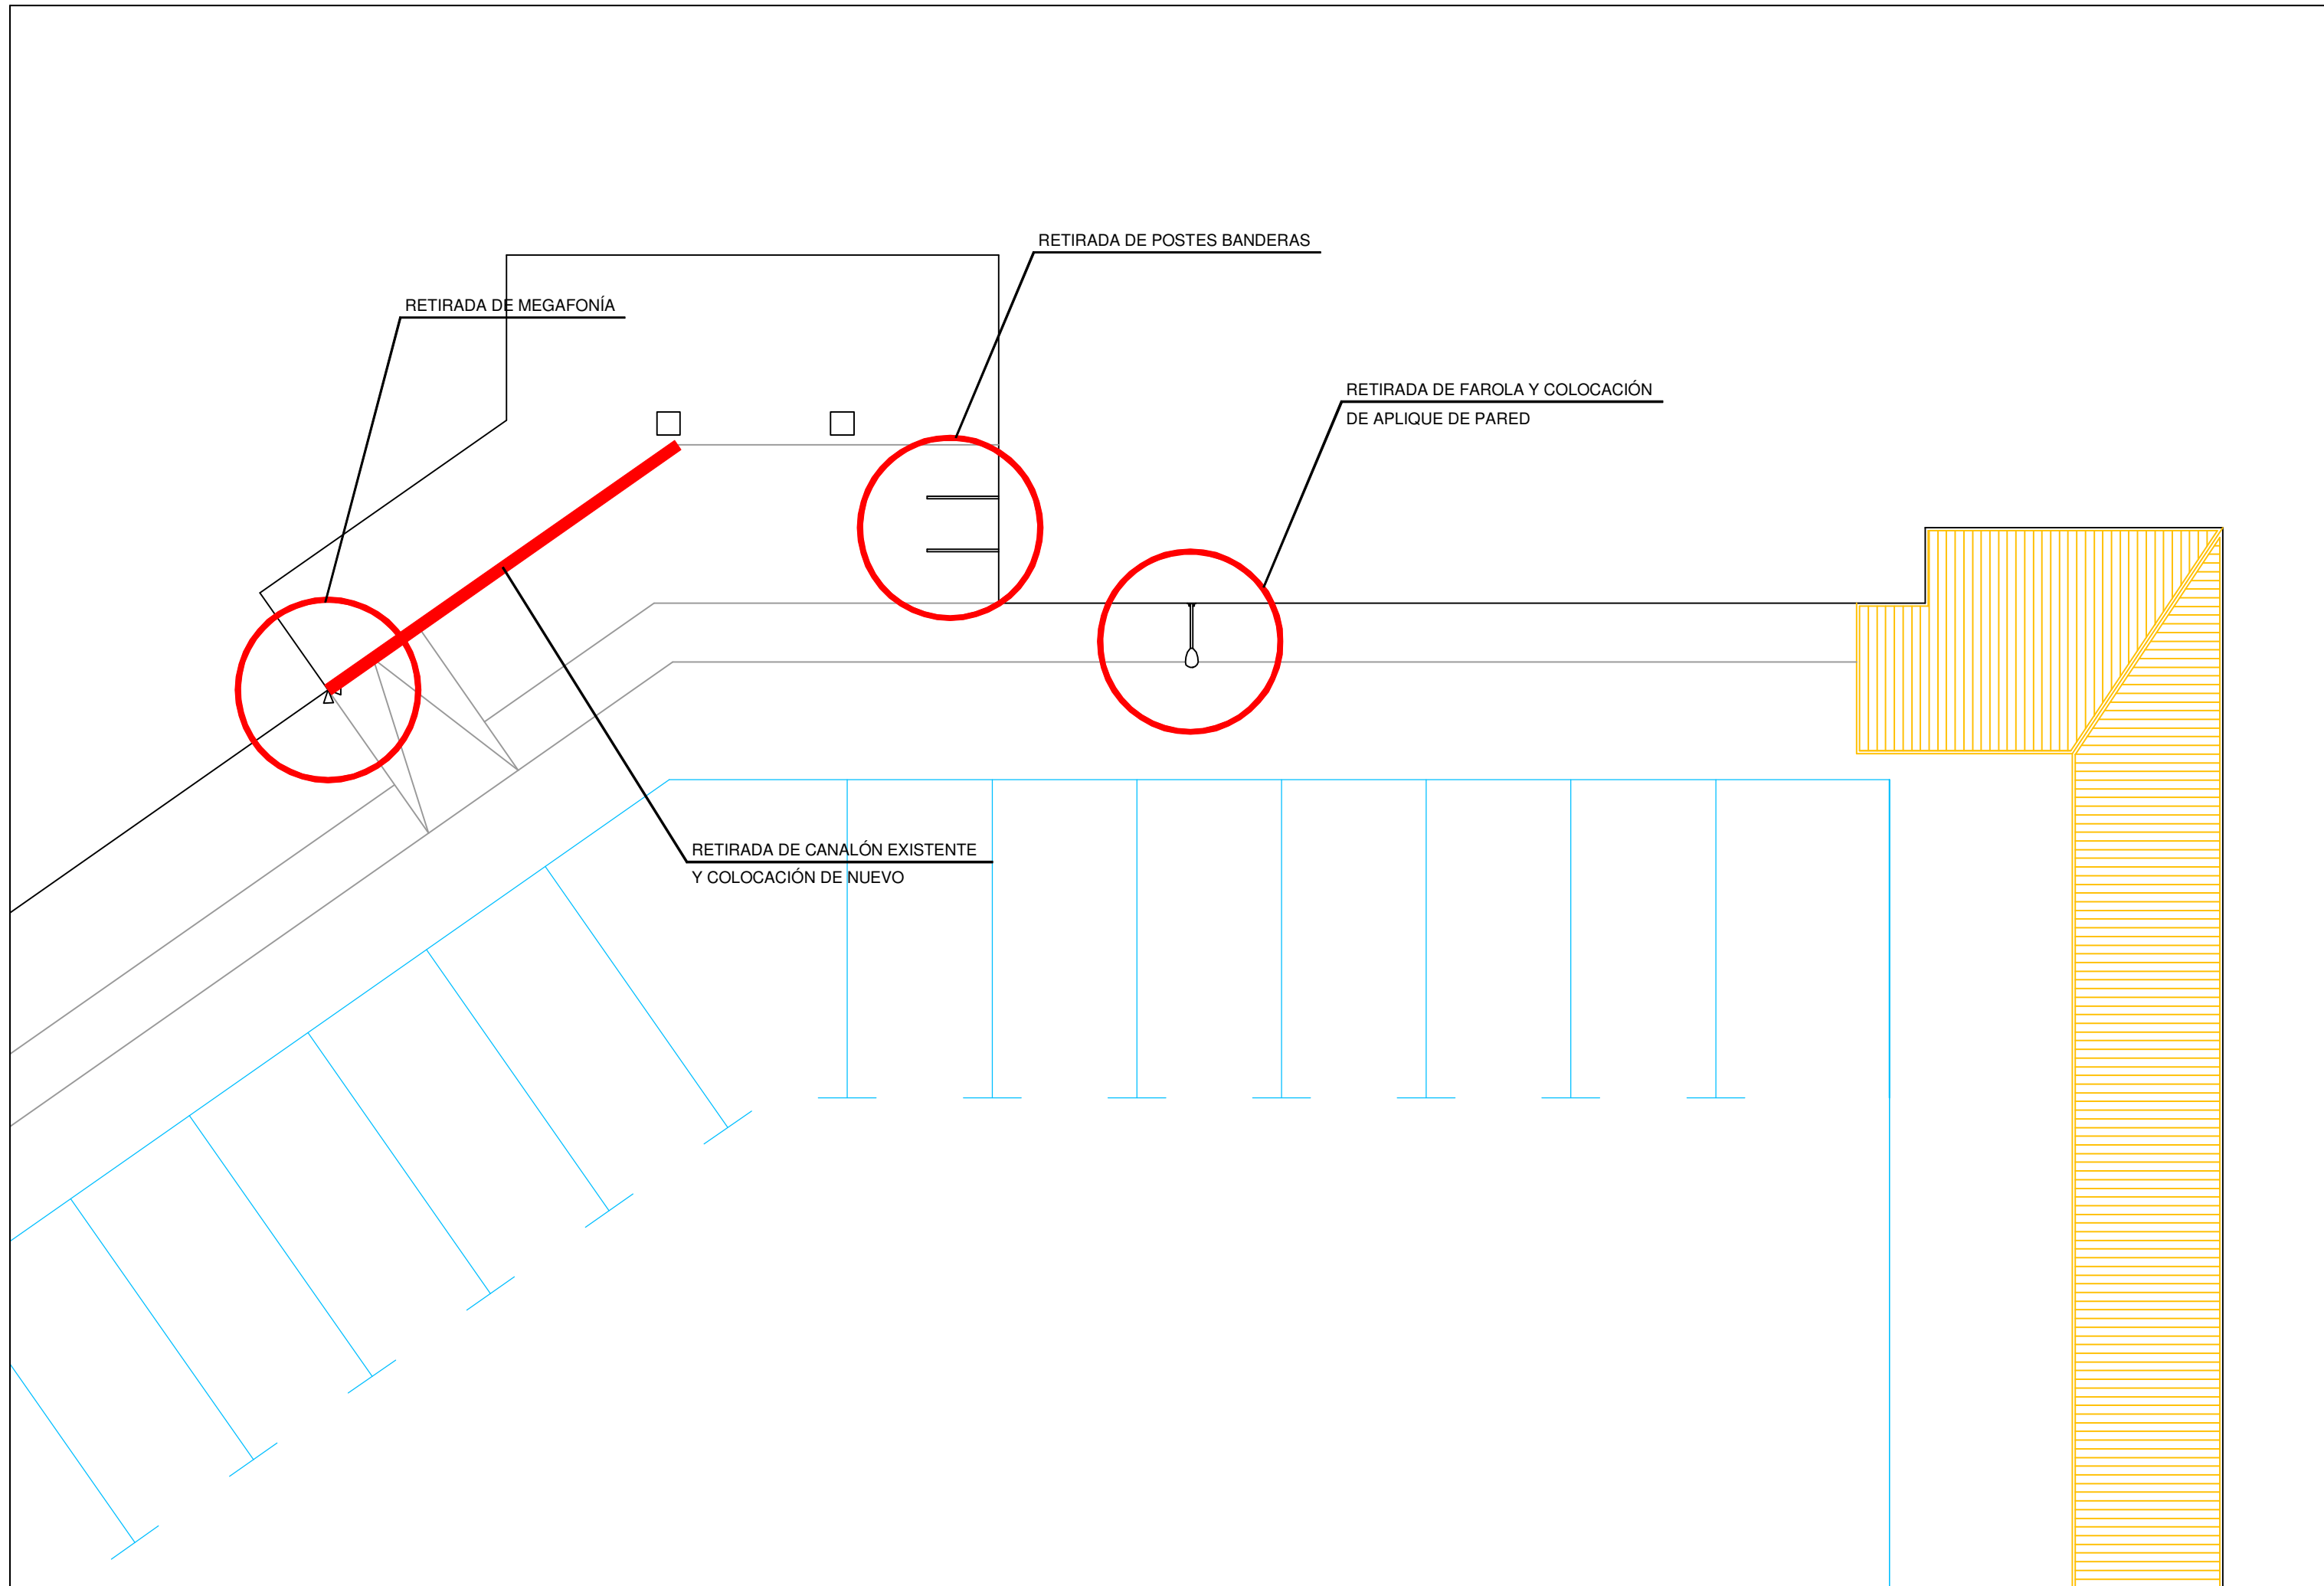 RETIRADA DE POSTES BANDERAS
RETIRADA DE MEGAFONÍA
RETIRADA DE FAROLA Y COLOCACIÓN
DE APLIQUE DE PARED
RETIRADA DE CANALÓN EXISTENTE
Y COLOCACIÓN DE NUEVO